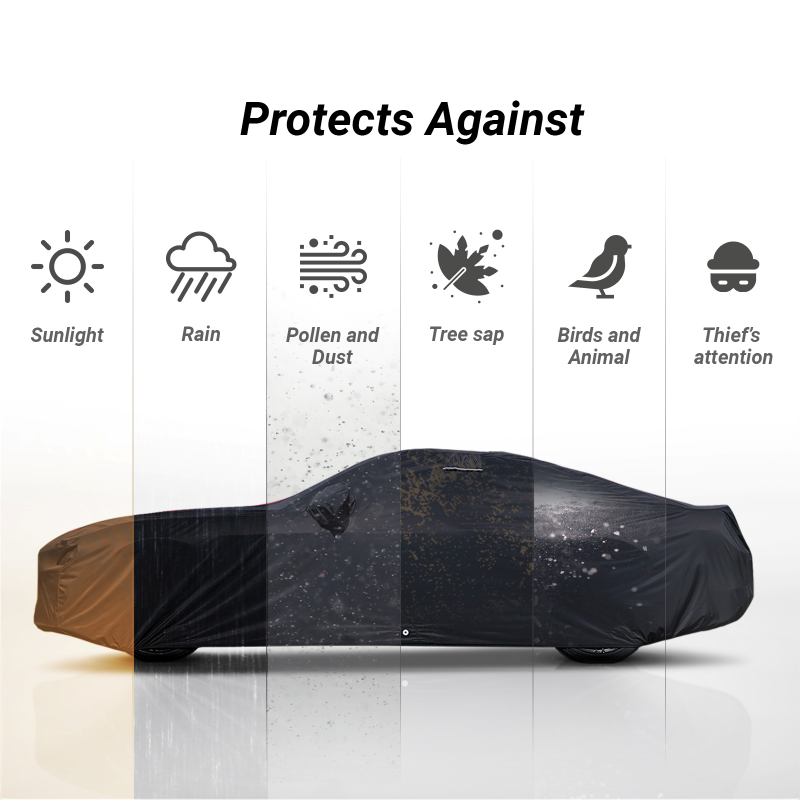 Protects Against
Sunlight
Rain
Pollen and
Dust
Tree sap
Birds and
Animal
Thief's
attention